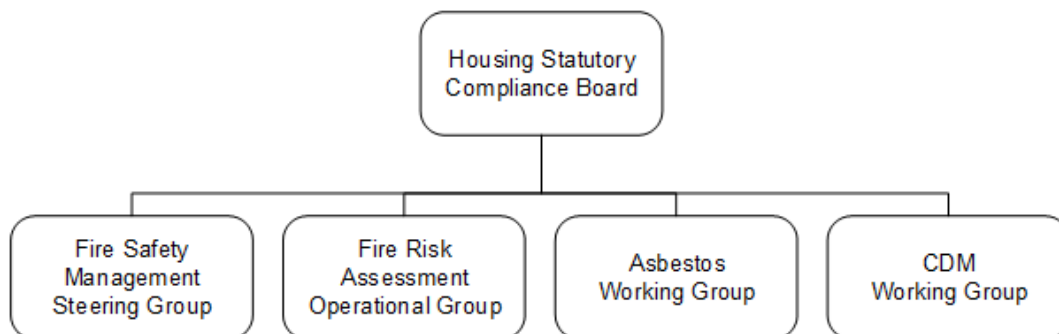 Housing Statutory
Compliance Board
Fire Safety
Management
Steering Group
Fire Risk
Assessment
Operational Group
Asbestos
Working Group
CDM
Working Group